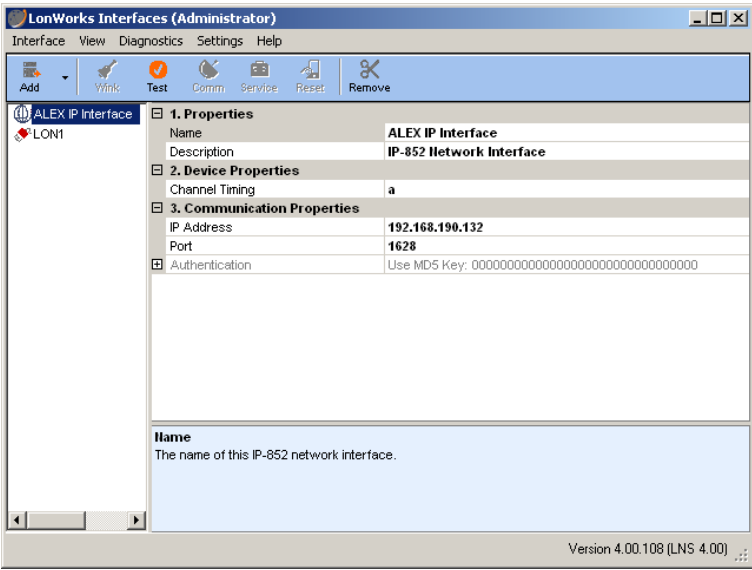 LonWorks Interfaces (Administrator)
Interface View Diagnostics Settings Help
Add Wink Test Comm Service Reset Remove
ALEX IP Interface
LON1
1. Properties
Name ALEX IP Interface
Description IP-852 Network Interface
2. Device Properties
Channel Timing a
3. Communication Properties
IP Address 192.168.190.132
Port 1628
Authentication Use MD5 Key: 00000000000000000000000000000000
Name
The name of this IP-852 network interface.
Version 4.00.108 (LNS 4.00)